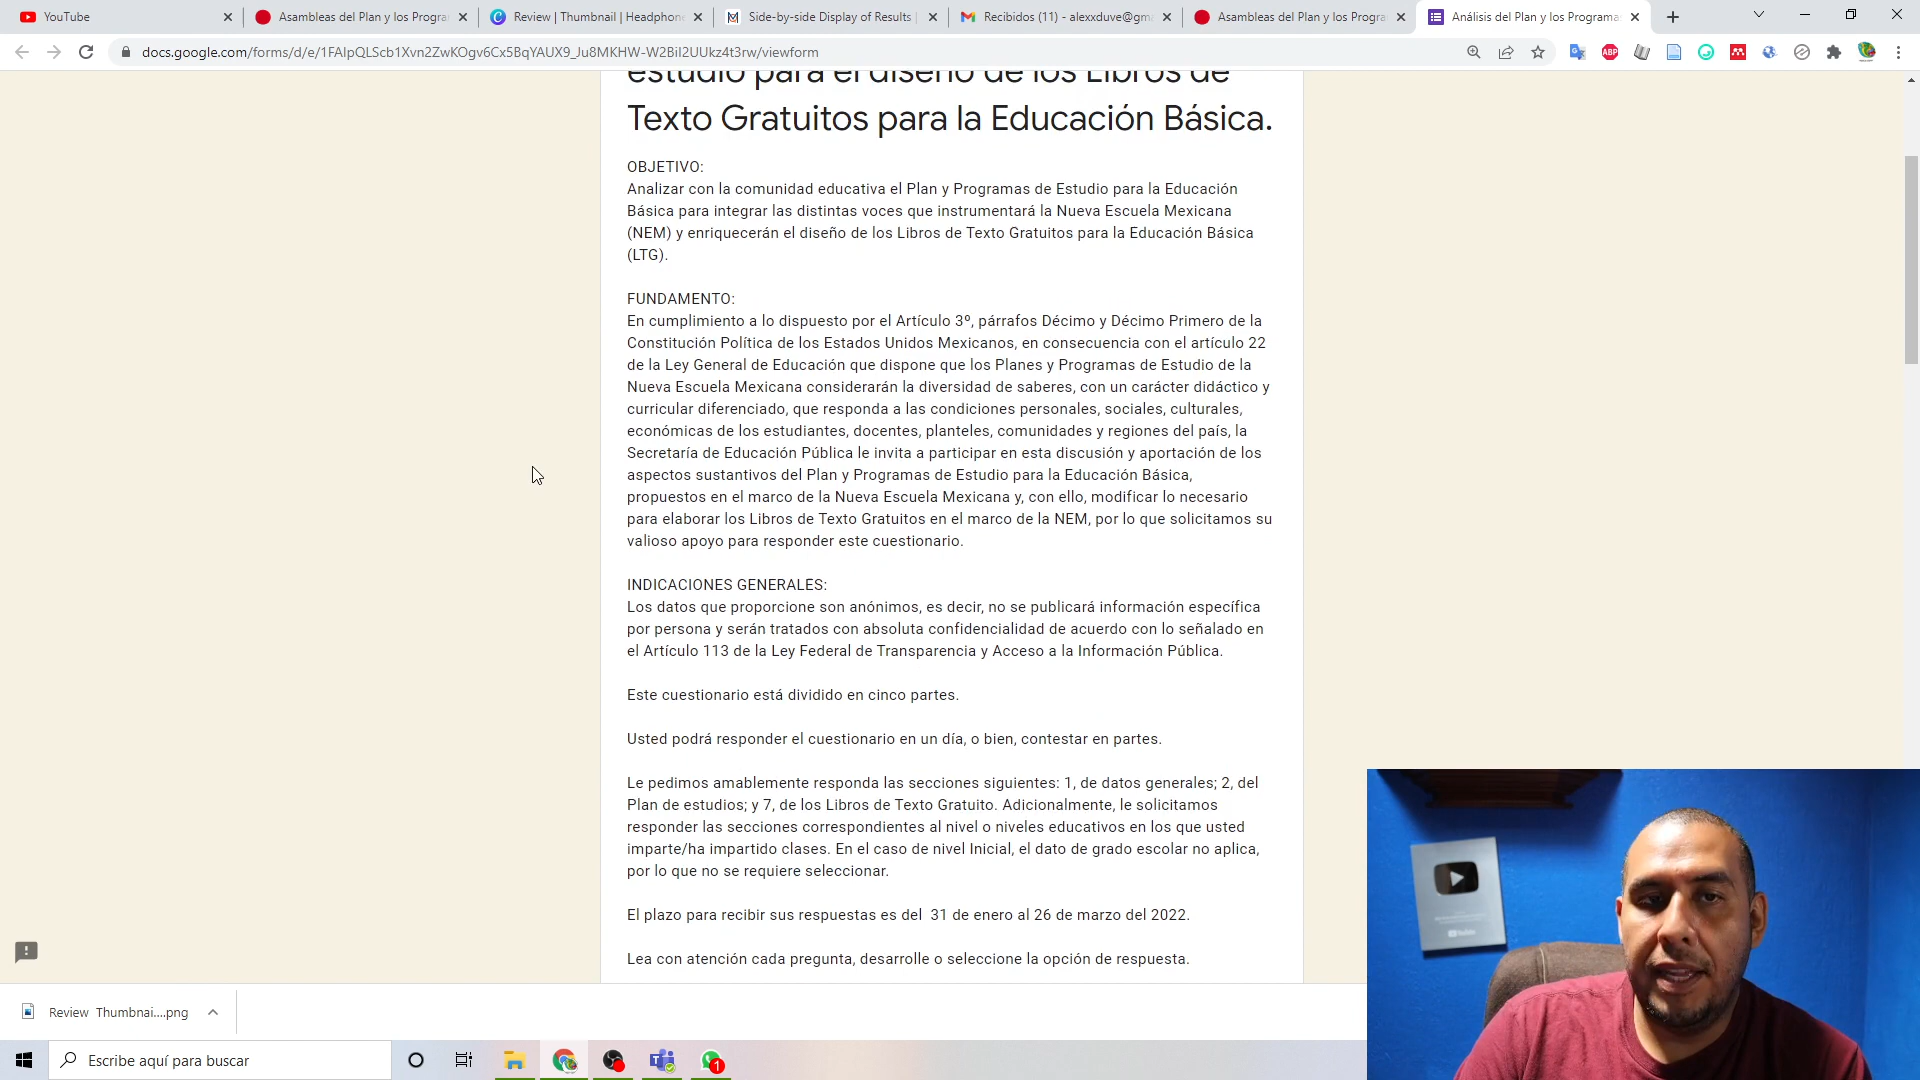 YouTube
Asambleas del Plan y los Progra
Review | Thumbnail | Headphon
Side-by-side Display of Results |
Recibidos (11) - alexxduve@gm
Asambleas del Plan y los Progra
Análisis del Plan y los Programa
docs.google.com/forms/d/e/1FAIpQLScb1Xvn2ZwKOgv6Cx5BqYAUX9_Ju8MKHW-W2BiI2UUkz4t3rw/viewform
ABP
estudio para el diseño de los Libros de
Texto Gratuitos para la Educación Básica.
OBJETIVO:
Analizar con la comunidad educativa el Plan y Programas de Estudio para la Educación
Básica para integrar las distintas voces que instrumentará la Nueva Escuela Mexicana
(NEM) y enriquecerán el diseño de los Libros de Texto Gratuitos para la Educación Básica
(LTG).
FUNDAMENTO:
En cumplimiento a lo dispuesto por el Artículo 3º, párrafos Décimo y Décimo Primero de la
Constitución Política de los Estados Unidos Mexicanos, en consecuencia con el artículo 22
de la Ley General de Educación que dispone que los Planes y Programas de Estudio de la
Nueva Escuela Mexicana considerarán la diversidad de saberes, con un carácter didáctico y
curricular diferenciado, que responda a las condiciones personales, sociales, culturales,
económicas de los estudiantes, docentes, planteles, comunidades y regiones del país, la
Secretaría de Educación Pública le invita a participar en esta discusión y aportación de los
aspectos sustantivos del Plan y Programas de Estudio para la Educación Básica,
propuestos en el marco de la Nueva Escuela Mexicana y, con ello, modificar lo necesario
para elaborar los Libros de Texto Gratuitos en el marco de la NEM, por lo que solicitamos su
valioso apoyo para responder este cuestionario.
INDICACIONES GENERALES:
Los datos que proporcione son anónimos, es decir, no se publicará información específica
por persona y serán tratados con absoluta confidencialidad de acuerdo con lo señalado en
el Artículo 113 de la Ley Federal de Transparencia y Acceso a la Información Pública.
Este cuestionario está dividido en cinco partes.
Usted podrá responder el cuestionario en un día, o bien, contestar en partes.
Le pedimos amablemente responda las secciones siguientes: 1, de datos generales; 2, del
Plan de estudios; y 7, de los Libros de Texto Gratuito. Adicionalmente, le solicitamos
responder las secciones correspondientes al nivel o niveles educativos en los que usted
imparte/ha impartido clases. En el caso de nivel Inicial, el dato de grado escolar no aplica,
por lo que no se requiere seleccionar.
El plazo para recibir sus respuestas es del  31 de enero al 26 de marzo del 2022.
Lea con atención cada pregunta, desarrolle o seleccione la opción de respuesta.
Review Thumbnai....png
Escribe aquí para buscar
1